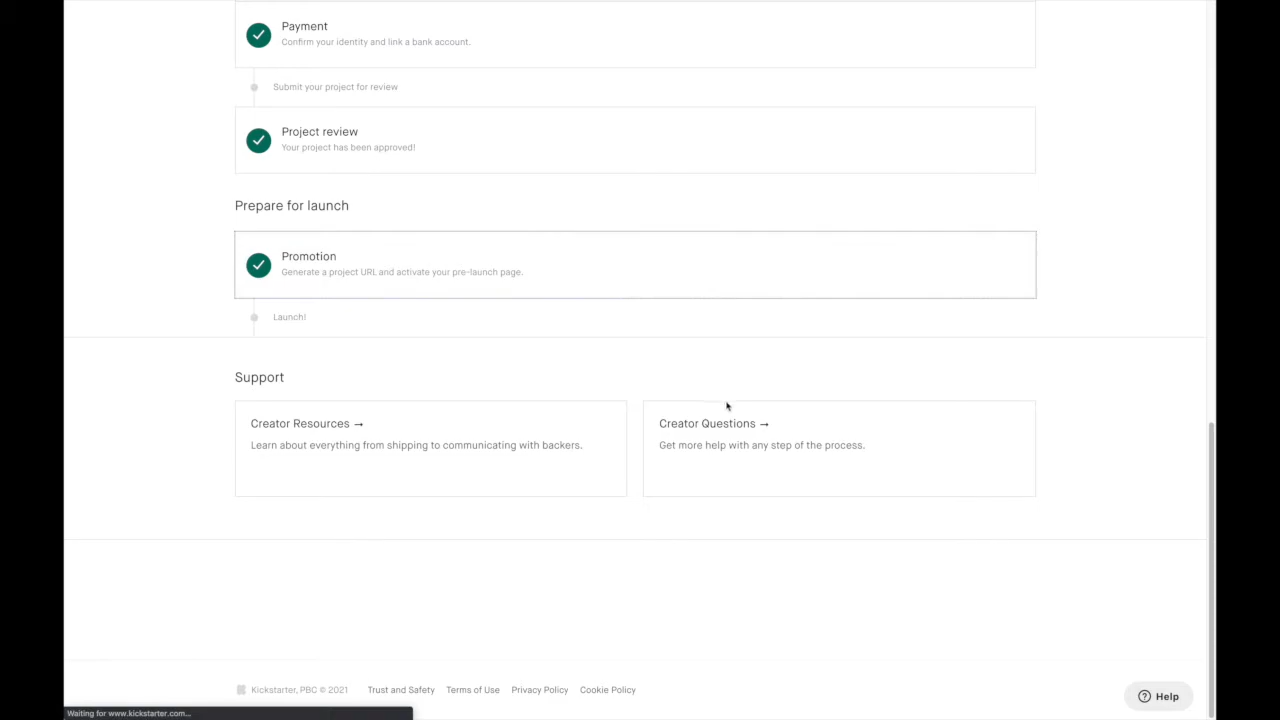 Payment
Confirm your identity and link a bank account.
Submit your project for review
Project review
Your project has been approved!
Prepare for launch
Promotion
Generate a project URL and activate your pre-launch page.
Launch!
Support
Creator Resources →
Learn about everything from shipping to communicating with backers.
Creator Questions →
Get more help with any step of the process.
Kickstarter, PBC © 2021 Trust and Safety Terms of Use Privacy Policy Cookie Policy
Help
Waiting for www.kickstarter.com...